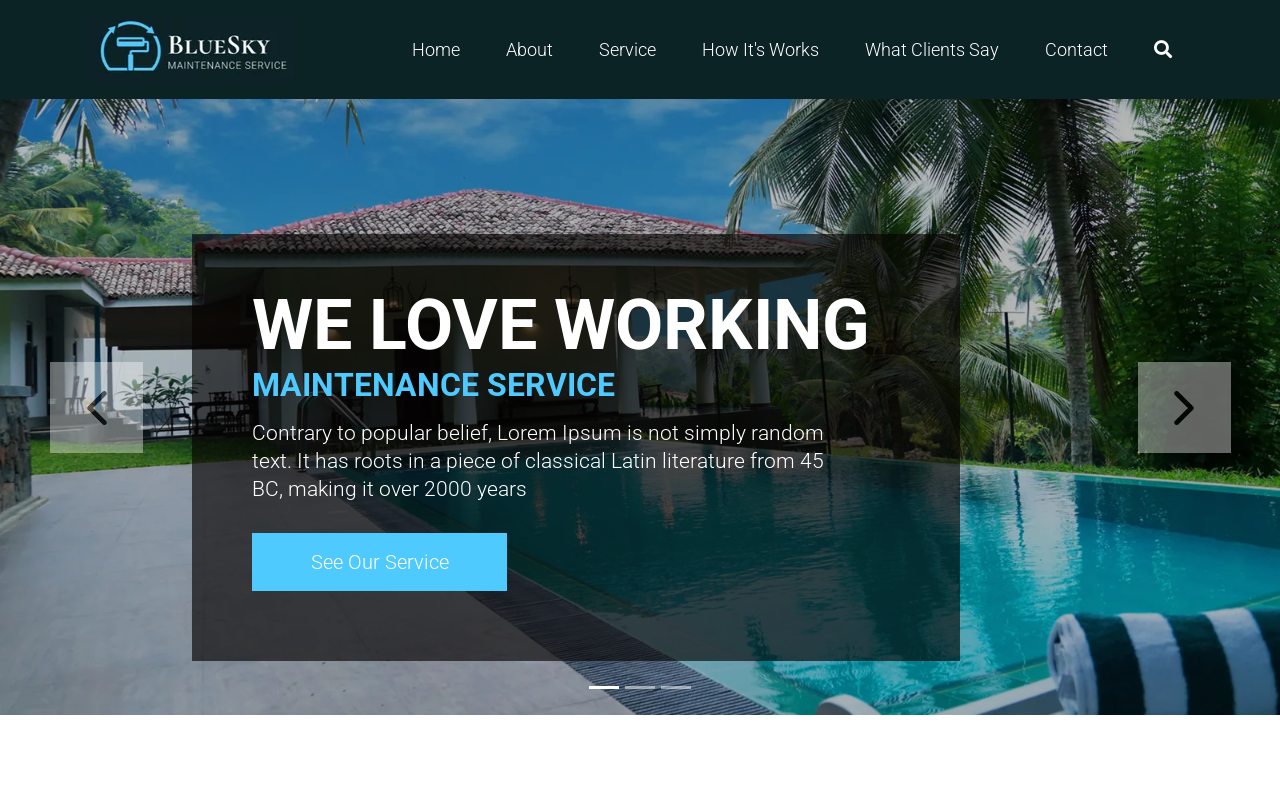 BLUESKY
MAINTENANCE SERVICE
Home About Service How It's Works What Clients Say Contact
WE LOVE WORKING
MAINTENANCE SERVICE
Contrary to popular belief, Lorem Ipsum is not simply random
text. It has roots in a piece of classical Latin literature from 45
BC, making it over 2000 years
See Our Service